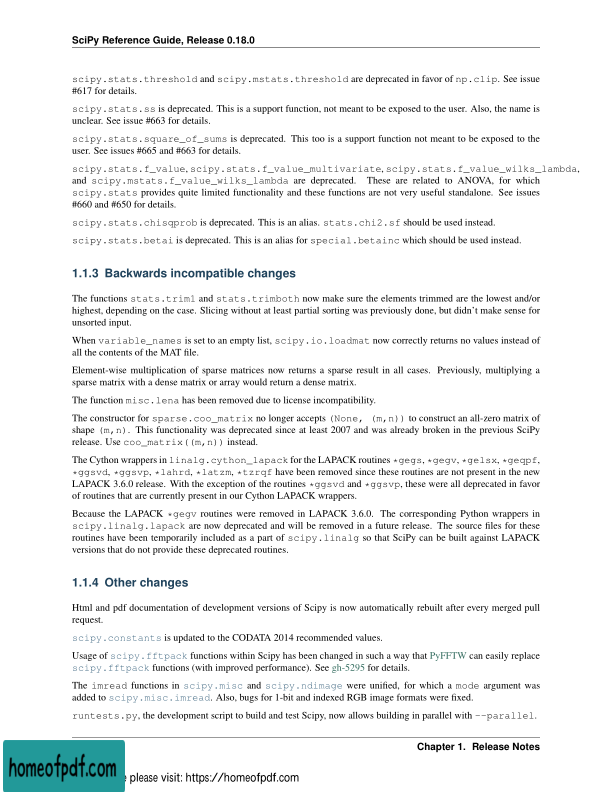 SciPy Reference Guide, Release 0.18.0
scipy.stats.threshold and scipy.mstats.threshold are deprecated in favor of np.clip. See issue
#617 for details.
scipy.stats.ss is deprecated. This is a support function, not meant to be exposed to the user. Also, the name is
unclear. See issue #663 for details.
scipy.stats.square_of_sums is deprecated. This too is a support function not meant to be exposed to the
user. See issues #665 and #663 for details.
scipy.stats.f_value, scipy.stats.f_value_multivariate, scipy.stats.f_value_wilks_lambda,
and scipy.mstats.f_value_wilks_lambda are deprecated. These are related to ANOVA, for which
scipy.stats provides quite limited functionality and these functions are not very useful standalone. See issues
#660 and #650 for details.
scipy.stats.chisqprob is deprecated. This is an alias. stats.chi2.sf should be used instead.
scipy.stats.betai is deprecated. This is an alias for special.betainc which should be used instead.
1.1.3 Backwards incompatible changes
The functions stats.trim1 and stats.trimboth now make sure the elements trimmed are the lowest and/or
highest, depending on the case. Slicing without at least partial sorting was previously done, but didn't make sense for
unsorted input.
When variable_names is set to an empty list, scipy.io.loadmat now correctly returns no values instead of
all the contents of the MAT file.
Element-wise multiplication of sparse matrices now returns a sparse result in all cases. Previously, multiplying a
sparse matrix with a dense matrix or array would return a dense matrix.
The function misc.lena has been removed due to license incompatibility.
The constructor for sparse.coo_matrix no longer accepts (None, (m,n)) to construct an all-zero matrix of
shape (m,n). This functionality was deprecated since at least 2007 and was already broken in the previous SciPy
release. Use coo_matrix((m,n)) instead.
The Cython wrappers in linalg.cython_lapack for the LAPACK routines *gegs, *gegv, *gelsx, *geqpf,
*ggsvd, *ggsvp, *lahrd, *latzm, *tzrqf have been removed since these routines are not present in the new
LAPACK 3.6.0 release. With the exception of the routines *ggsvd and *ggsvp, these were all deprecated in favor
of routines that are currently present in our Cython LAPACK wrappers.
Because the LAPACK *gegv routines were removed in LAPACK 3.6.0. The corresponding Python wrappers in
scipy.linalg.lapack are now deprecated and will be removed in a future release. The source files for these
routines have been temporarily included as a part of scipy.linalg so that SciPy can be built against LAPACK
versions that do not provide these deprecated routines.
1.1.4 Other changes
Html and pdf documentation of development versions of Scipy is now automatically rebuilt after every merged pull
request.
scipy.constants is updated to the CODATA 2014 recommended values.
Usage of scipy.fftpack functions within Scipy has been changed in such a way that PyFFTW can easily replace
scipy.fftpack functions (with improved performance). See gh-5295 for details.
The imread functions in scipy.misc and scipy.ndimage were unified, for which a mode argument was
added to scipy.misc.imread. Also, bugs for 1-bit and indexed RGB image formats were fixed.
runtests.py, the development script to build and test Scipy, now allows building in parallel with --parallel.
Chapter 1. Release Notes
homeofpdf.com
please visit: https://homeofpdf.com